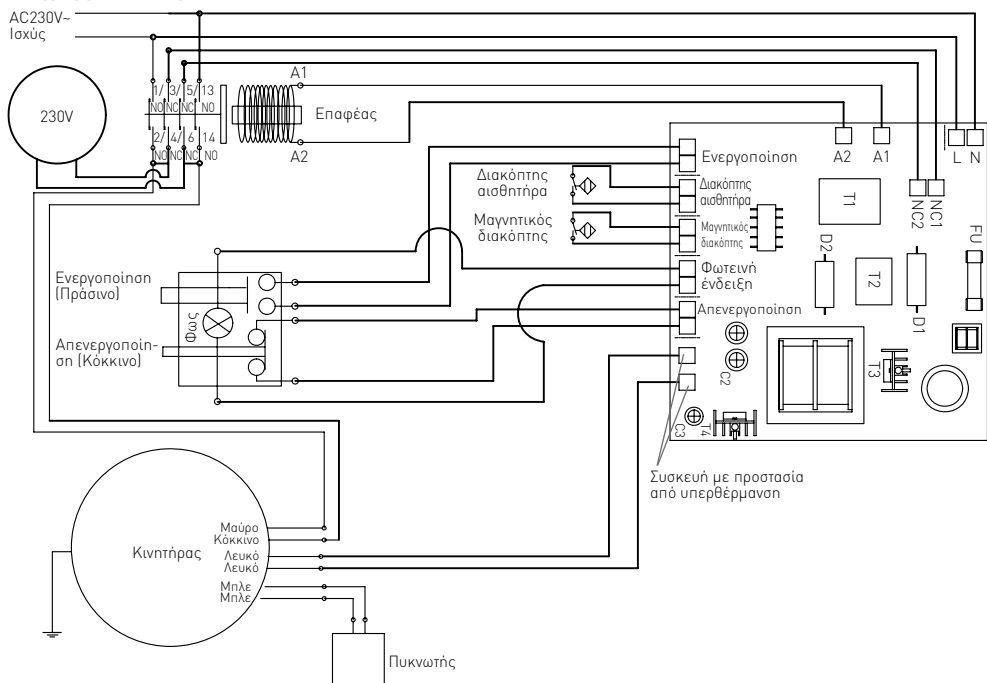 AC230V~
Ισχύς
230V
1/ 3/ 5/ 13
NO NC NC NO
2/ 4/ 6 14
NO NC NC NO
A1
Επαφέας
A2
Διακόπτης
αισθητήρα
Μαγνητικός
διακόπτης
Ενεργοποίηση
(Πράσινο)
Φως
Απενεργοποίη-
ση (Κόκκινο)
Ενεργοποίηση
Διακόπτης
αισθητήρα
Μαγνητικός
διακόπτης
Φωτεινή
ένδειξη
Απενεργοποίηση
A2
A1
L N
NC2
NC1
T1
FU
D2
T2
D1
C2
T3
C3
T4
Συσκευή με προστασία
από υπερθέρμανση
Κινητήρας
Μαύρο
Κόκκινο
Λευκό
Λευκό
Μπλε
Μπλε
Πυκνωτής